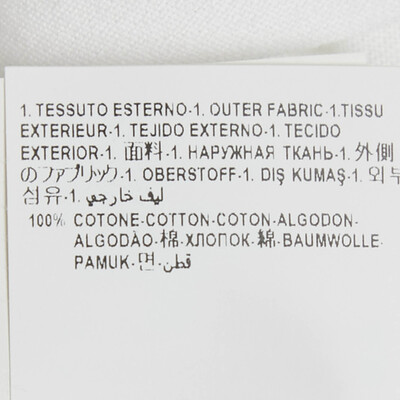 1. TESSUTO ESTERNO-1. OUTER FABRIC-1.TISSU
EXTERIEUR-1. TEJIDO EXTERNO-1. TECIDO
EXTERIOR-1. 面料-1. НАРУЖНАЯ ТКАНЬ-1. 外側
のファブリック-1. OBERSTOFF-1. DIŞ KUMAŞ-1. 외부
섬유-1. ليف خارجي
100% COTONE-COTTON-COTON-ALGODON-
ALGODÃO-棉-ХЛОПОК-綿-BAUMWOLLE-
PAMUK-면-قطن